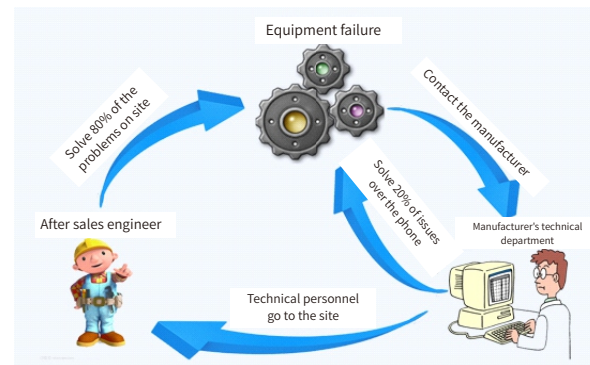 Equipment failure
Solve 80% of the
problems on site
Contact the manufacturer
Solve 20% of issues
over the phone
After sales engineer
Manufacturer's technical
department
Technical personnel
go to the site